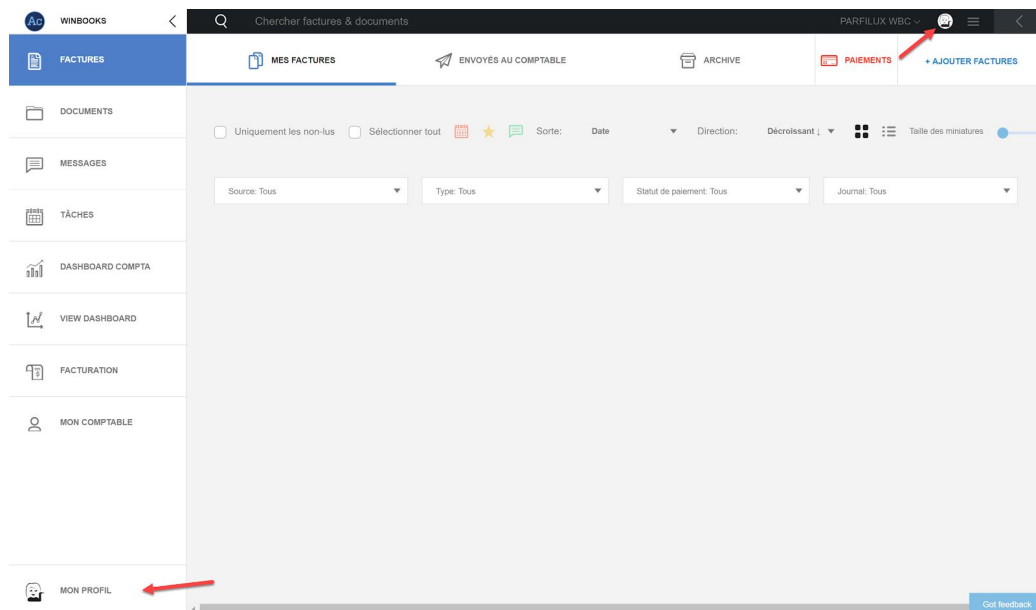 Ac WINBOOKS
Chercher factures & documents
PARFILUX WBC
FACTURES
MES FACTURES
ENVOYÉS AU COMPTABLE
ARCHIVE
PAIEMENTS
+ AJOUTER FACTURES
DOCUMENTS
Uniquement les non-lus
Sélectionner tout
Sorte: Date
Direction: Décroissant ↓
Taille des miniatures
MESSAGES
Source: Tous
Type: Tous
Statut de paiement: Tous
Journal: Tous
TÂCHES
DASHBOARD COMPTA
VIEW DASHBOARD
FACTURATION
MON COMPTABLE
MON PROFIL
Got feedback